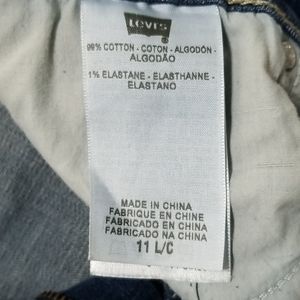 Levi's
99% COTTON - COTON - ALGODÓN -
ALGODÃO
1% ELASTANE - ELASTHANNE -
ELASTANO
MADE IN CHINA
FABRIQUE EN CHINE
FABRICADO EN CHINA
FABRICADO NA CHINA
11 L/C